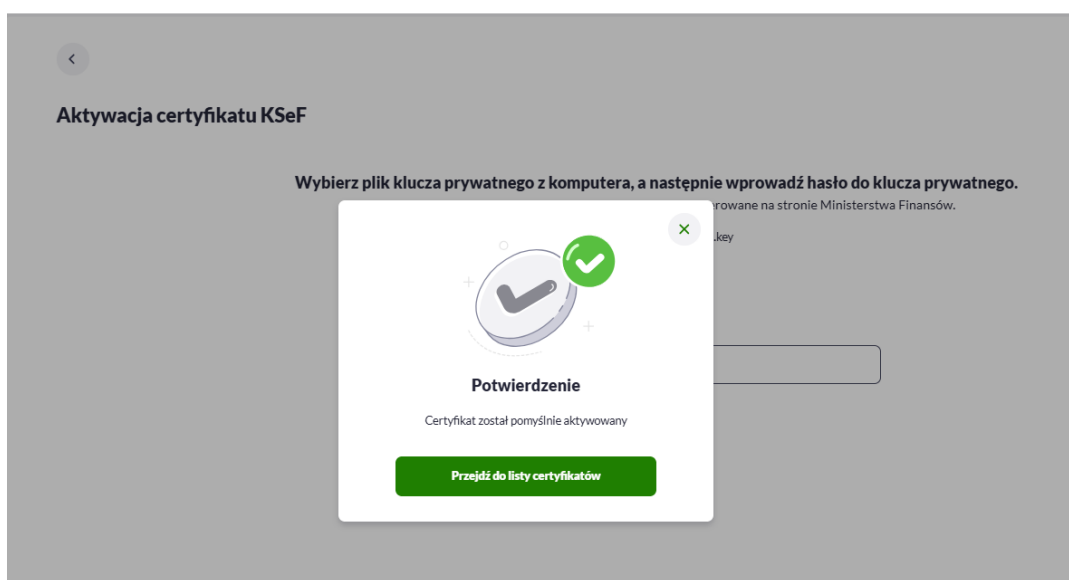 Aktywacja certyfikatu KSeF
Wybierz plik klucza prywatnego z komputera, a następnie wprowadź hasło do klucza prywatnego.
na stronie Ministerstwa Finansów.
.key
Potwierdzenie
Certyfikat został pomyślnie aktywowany
Przejdź do listy certyfikatów